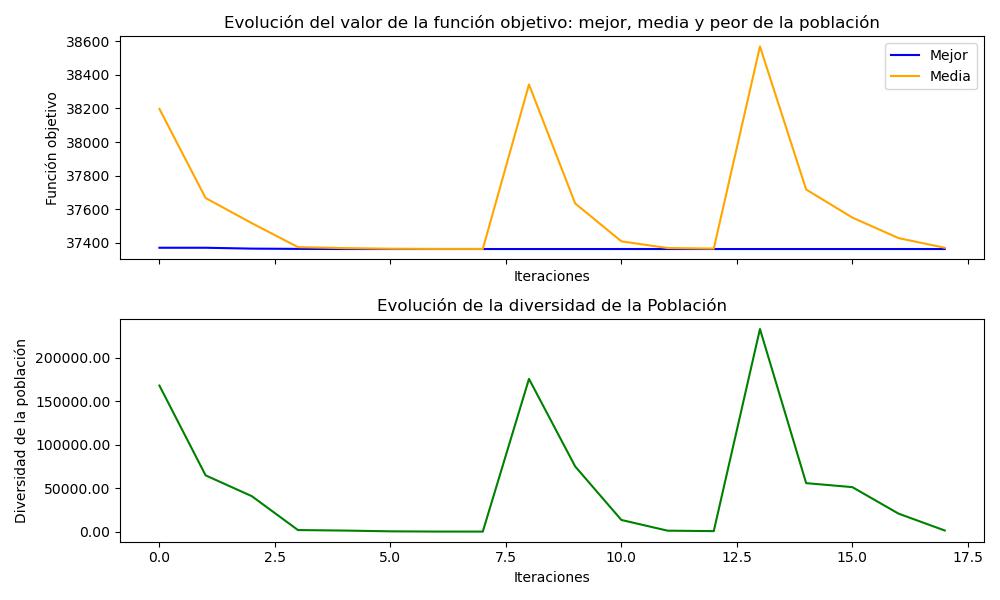 Evolución del valor de la función objetivo: mejor, media y peor de la población
38600
38400
38200
38000
37800
37600
37400
Función objetivo
Mejor
Media
Iteraciones
Evolución de la diversidad de la Población
200000.00
150000.00
100000.00
50000.00
0.00
Diversidad de la población
0.0 2.5 5.0 7.5 10.0 12.5 15.0 17.5
Iteraciones